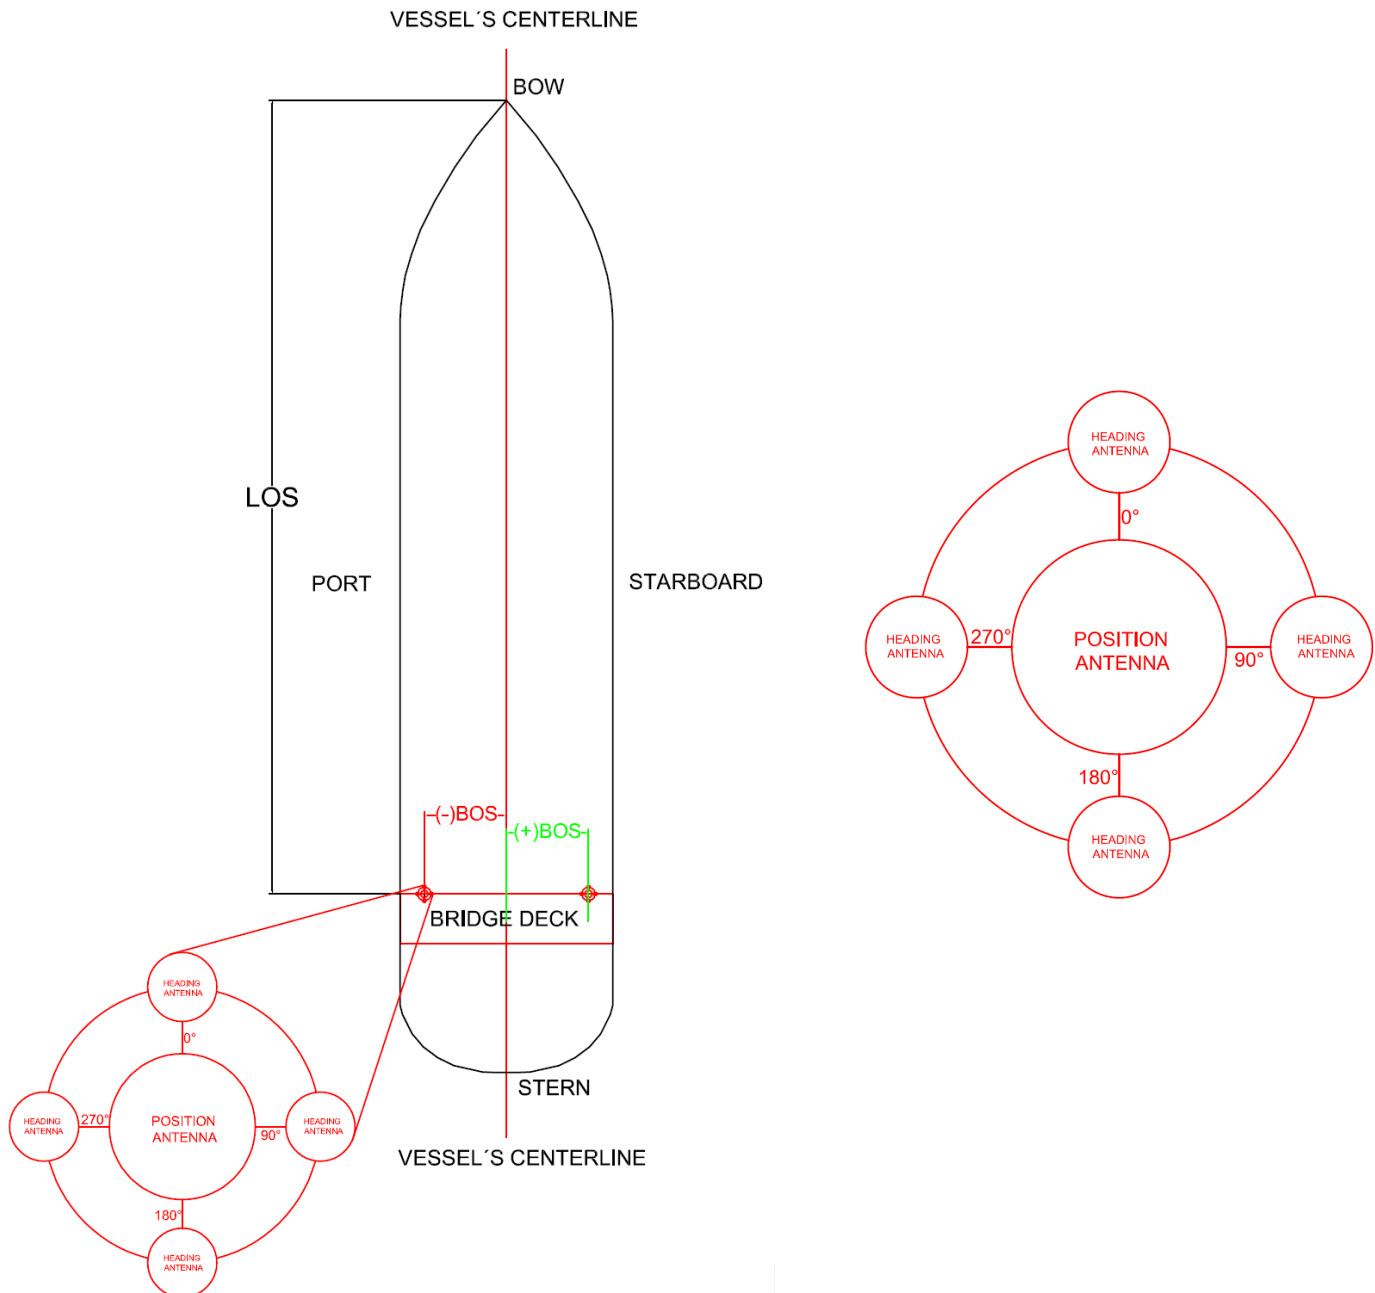 VESSEL´S CENTERLINE
BOW
LOS
PORT
STARBOARD
(-)BOS
(+)BOS
BRIDGE DECK
STERN
VESSEL´S CENTERLINE
HEADING
ANTENNA
0°
HEADING
ANTENNA
270°
POSITION
ANTENNA
90°
HEADING
ANTENNA
180°
HEADING
ANTENNA
HEADING
ANTENNA
0°
HEADING
ANTENNA
270°
POSITION
ANTENNA
90°
HEADING
ANTENNA
180°
HEADING
ANTENNA